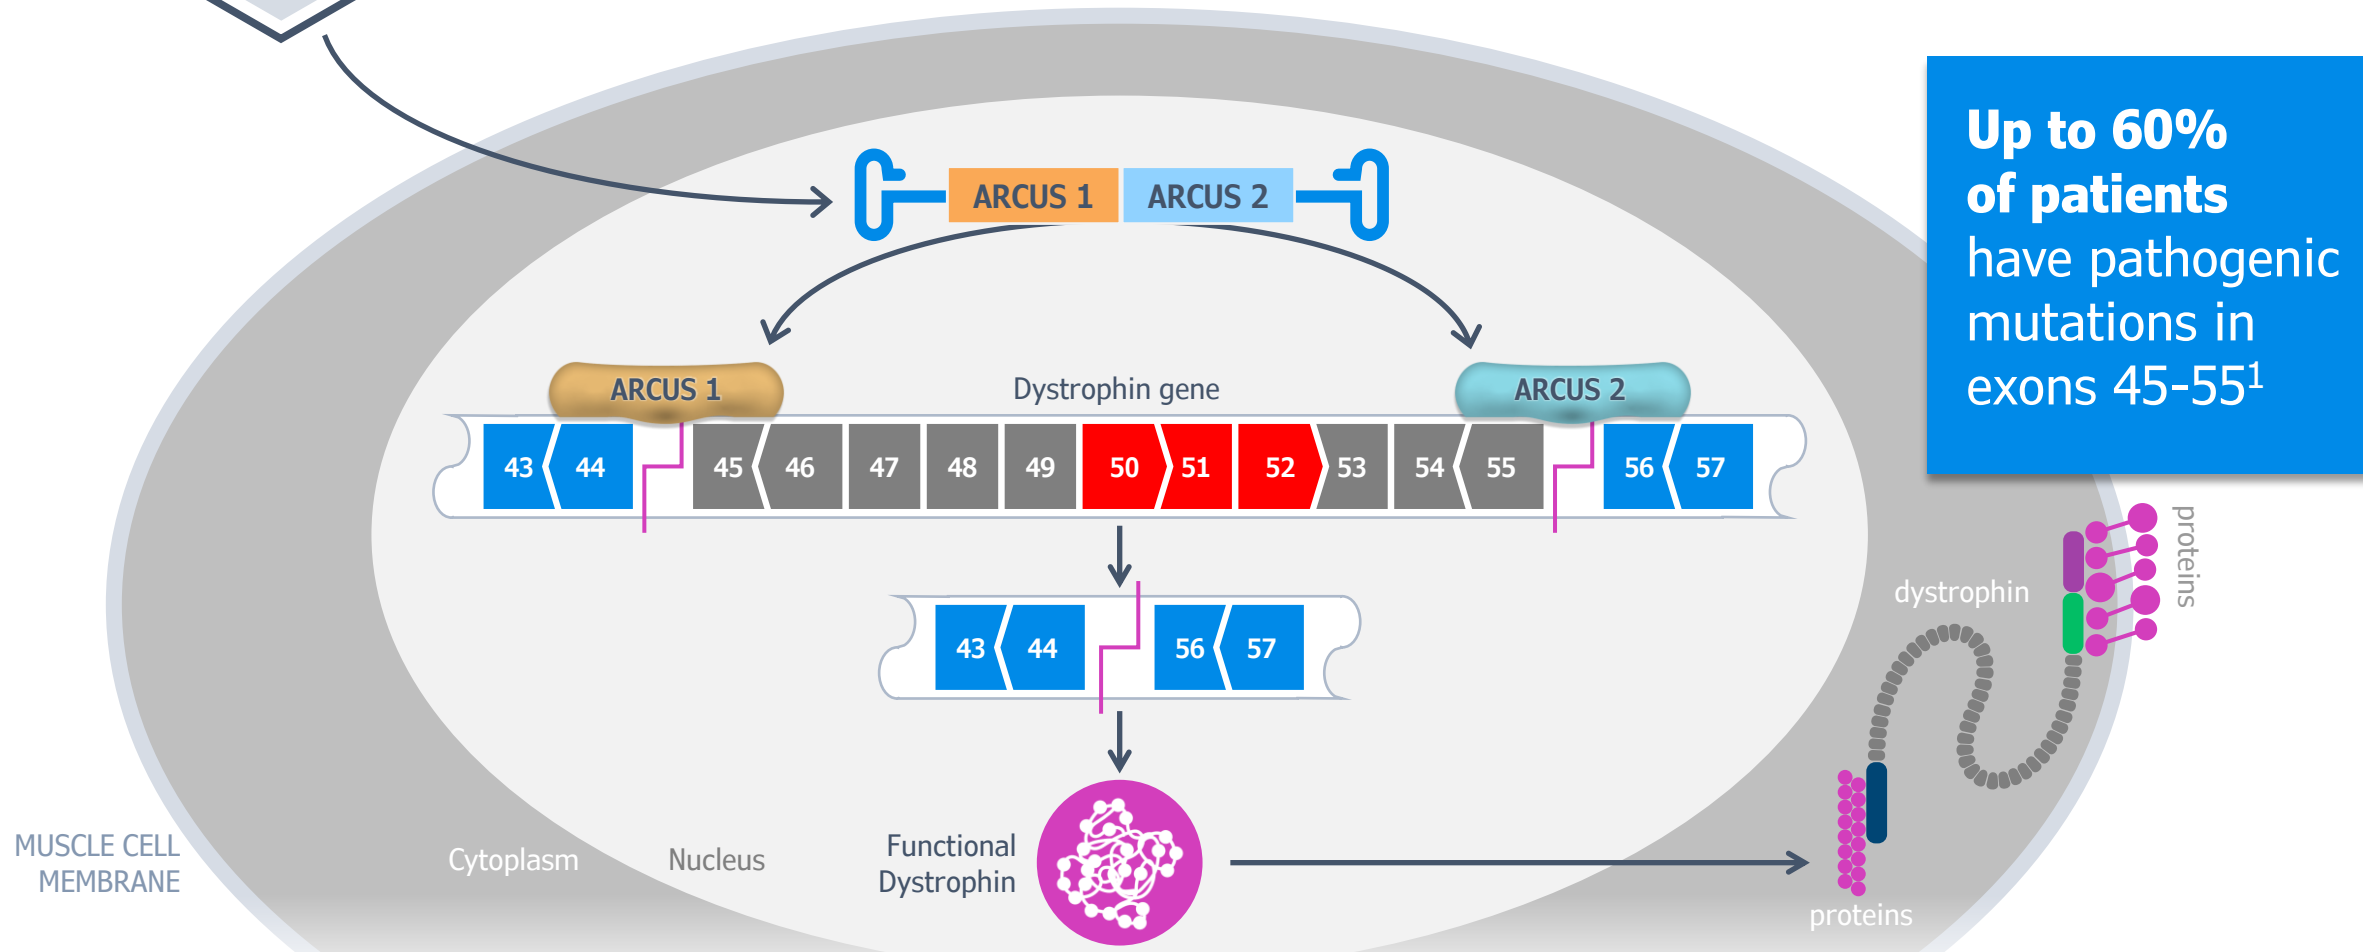 Up to 60%
of patients
have pathogenic
mutations in
exons 45-55¹
ARCUS 1 ARCUS 2
ARCUS 1 Dystrophin gene ARCUS 2
43 44 45 46 47 48 49 50 51 52 53 54 55 56 57
43 44 56 57
dystrophin
proteins
Functional
Dystrophin
MUSCLE CELL
MEMBRANE
Cytoplasm
Nucleus
proteins